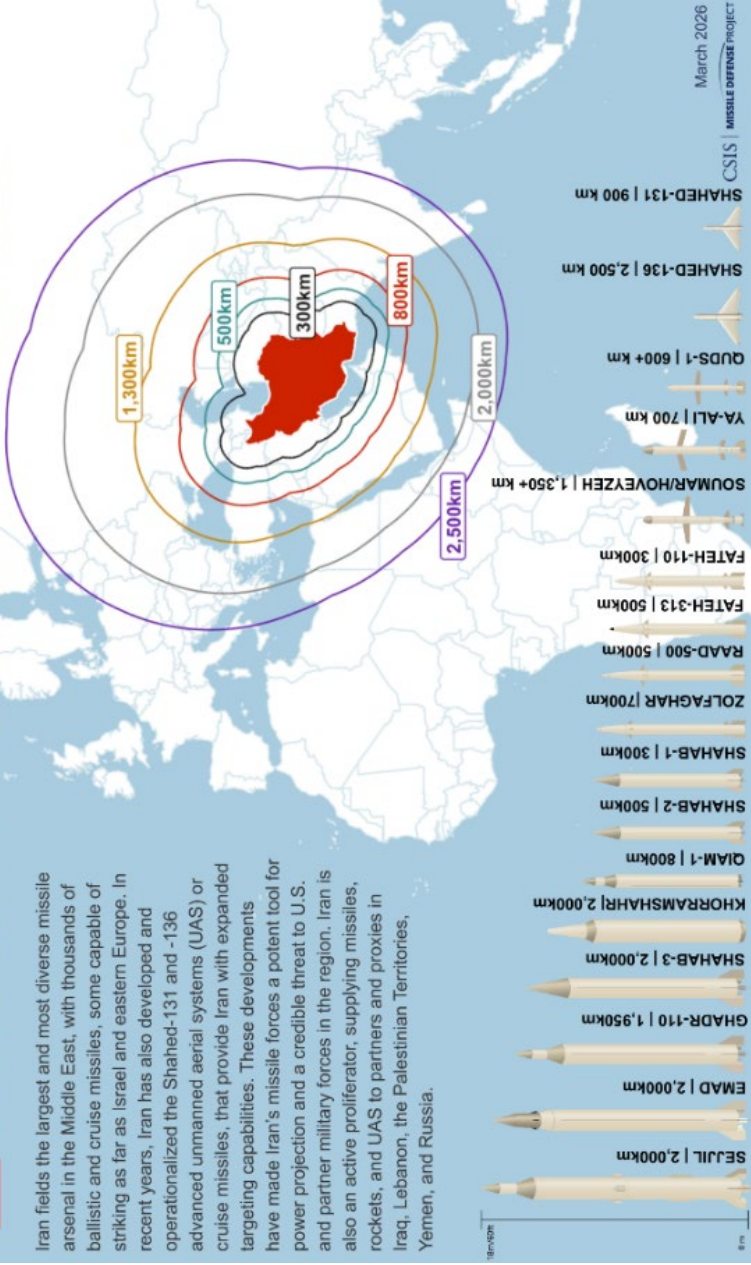 Iran fields the largest and most diverse missile
arsenal in the Middle East, with thousands of
ballistic and cruise missiles, some capable of
striking as far as Israel and eastern Europe. In
recent years, Iran has also developed and
operationalized the Shahed-131 and -136
advanced unmanned aerial systems (UAS) or
cruise missiles, that provide Iran with expanded
targeting capabilities. These developments
have made Iran's missile forces a potent tool for
power projection and a credible threat to U.S.
and partner military forces in the region. Iran is
also an active proliferator, supplying missiles,
rockets, and UAS to partners and proxies in
Iraq, Lebanon, the Palestinian Territories,
Yemen, and Russia.
1,300km
500km
300km
800km
2,000km
2,500km
18m/60ft
0 m
SEJJIL | 2,000km
EMAD | 2,000km
GHADR-110 | 1,950km
SHAHAB-3 | 2,000km
KHORRAMSHAHR| 2,000km
QIAM-1 | 800km
SHAHAB-2 | 500km
SHAHAB-1 | 300km
ZOLFAGHAR |700km
RAAD-500 | 500km
FATEH-313 | 500km
FATEH-110 | 300km
SOUMAR/HOVEYZEH | 1,350+ km
YA-ALI | 700 km
QUDS-1 | 600+ km
SHAHED-136 | 2,500 km
SHAHED-131 | 900 km
March 2026
CSIS | MISSILE DEFENSE PROJECT